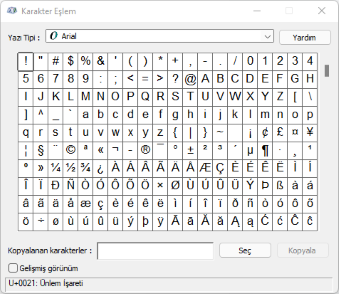 Karakter Eşlem
Yazı Tipi : O Arial Yardım
! " # $ % & ' ( ) * + , - . / 0 1 2 3 4
5 6 7 8 9 : ; < = > ? @ A B C D E F G H
I J K L M N O P Q R S T U V W X Y Z [ \
] ^ _ ` a b c d e f g h i j k l m n o p
q r s t u v w x y z { | } ~ ¡ ¢ £ ¤ ¥
¦ § ¨ © ª « ¬ - ® ¯ ° ± ² ³ ´ µ ¶ · ¸ ¹
º » ¼ ½ ¾ ¿ À Á Â Ã Ä Å Æ Ç È É Ê Ë Ì Í
Î Ï Ð Ñ Ò Ó Ô Õ Ö × Ø Ù Ú Û Ü Ý Þ ß à á
â ã ä å æ ç è é ê ë ì í î ï ð ñ ò ó ô õ
ö ÷ ø ù ú û ü ý þ ÿ Ā ā Ă ă Ą ą Ć ć Ĉ ĉ
Kopyalanan karakterler : Seç Kopyala
Gelişmiş görünüm
U+0021: Ünlem İşareti